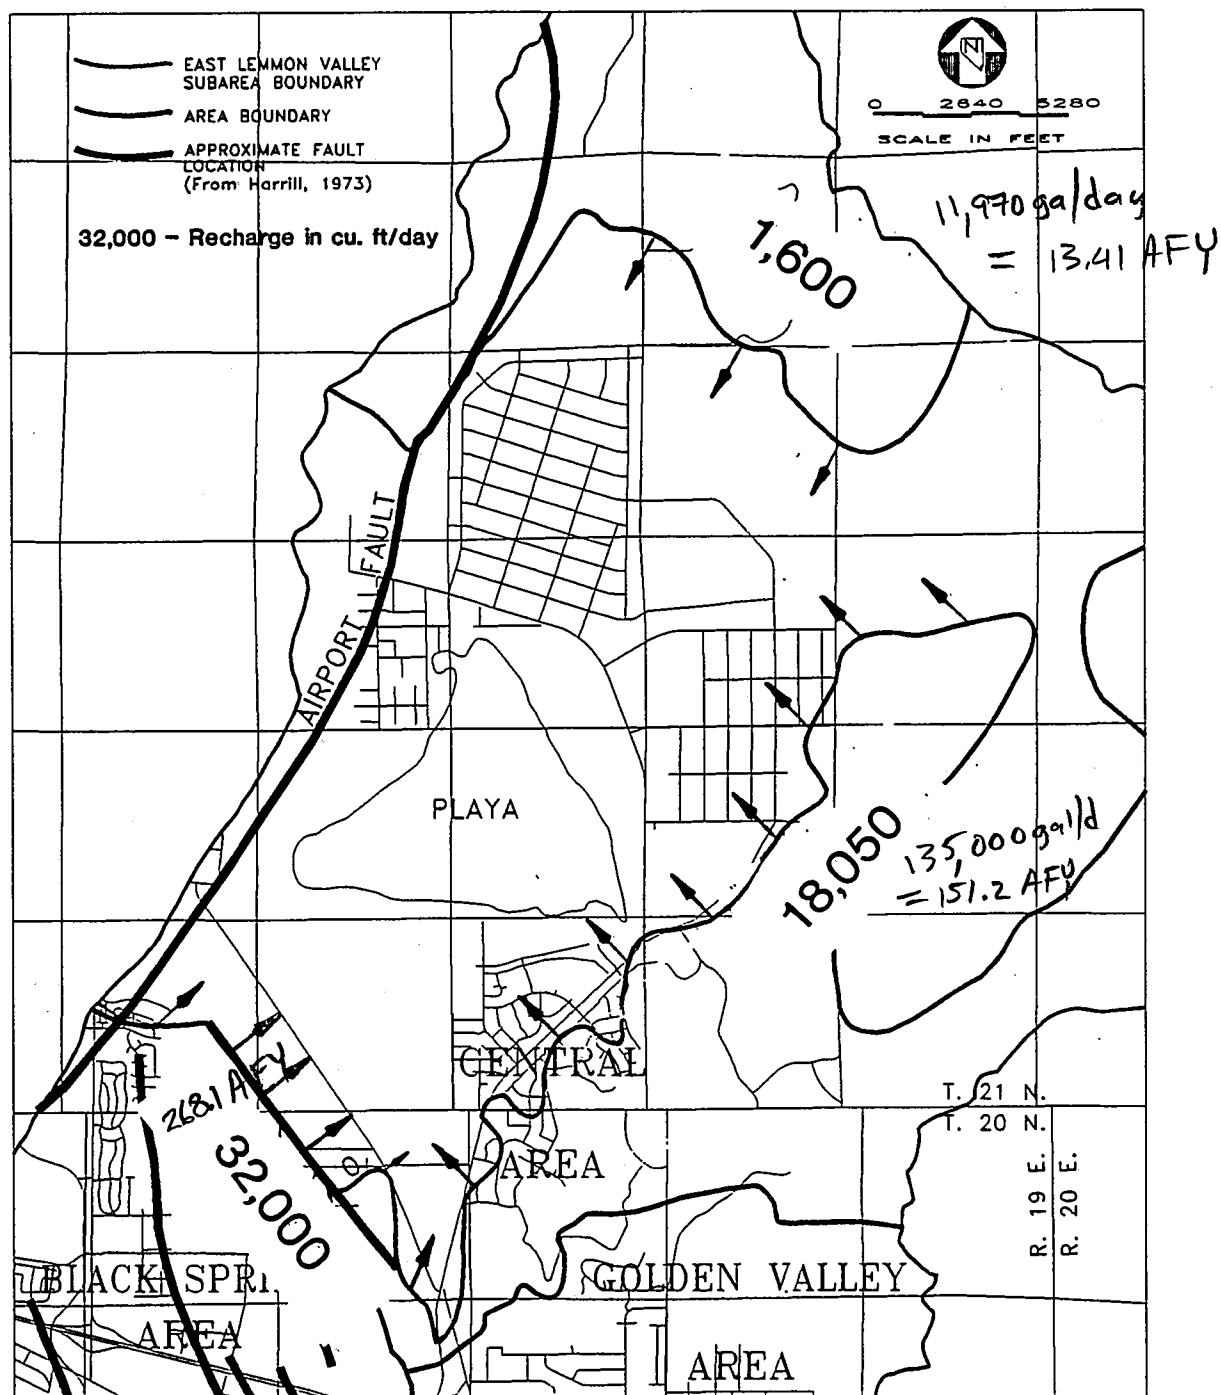 EAST LEMMON VALLEY
SUBAREA BOUNDARY
AREA BOUNDARY
APPROXIMATE FAULT
LOCATION
(From Harrill, 1973)
32,000 – Recharge in cu. ft/day
N
0 2640 5280
SCALE IN FEET
11,970 gal/day
= 13.41 AFY
1,600
AIRPORT FAULT
PLAYA
18,050
135,000 gal/d
= 151.2 AFY
CENTRAL
AREA
268.1 AFY
32,000
0
T. 21 N.
T. 20 N.
R. 19 E.
R. 20 E.
BLACK SPRI
AREA
GOLDEN VALLEY
AREA